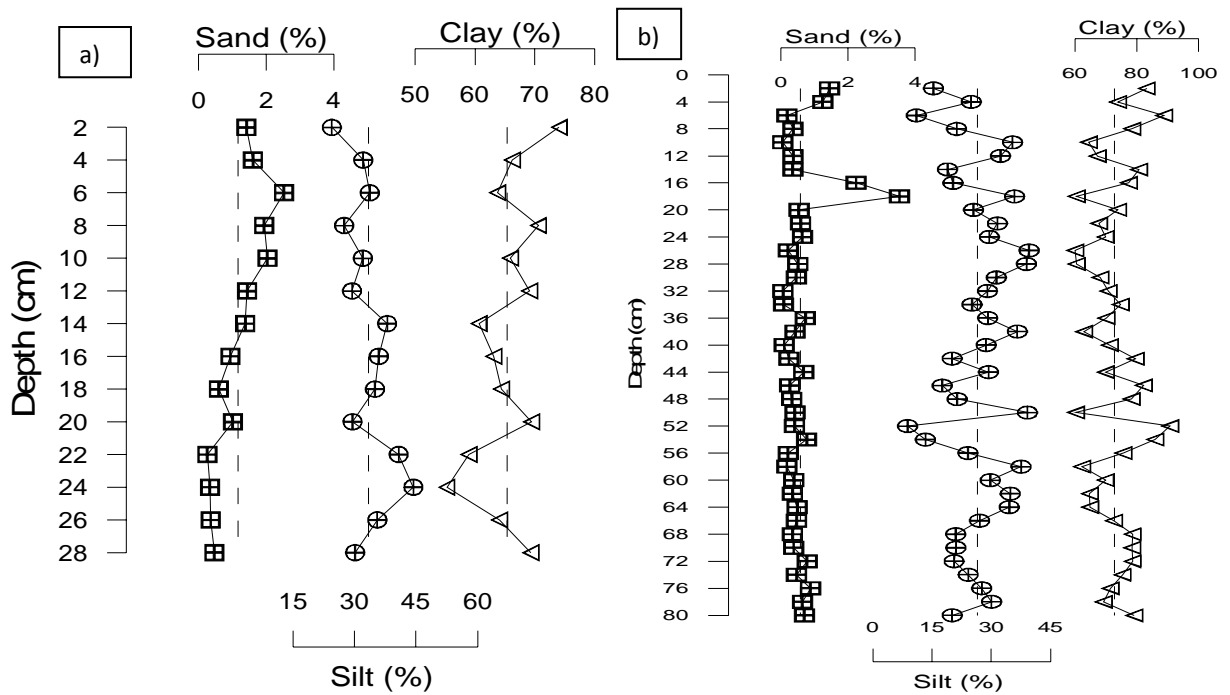 a)
Sand (%)
0 2 4
Clay (%)
50 60 70 80
Depth (cm)
2
4
6
8
10
12
14
16
18
20
22
24
26
28
15 30 45 60
Silt (%)
b)
Sand (%)
0 2 4
Clay (%)
60 80 100
Depth (cm)
0
4
8
12
16
20
24
28
32
36
40
44
48
52
56
60
64
68
72
76
80
0 15 30 45
Silt (%)